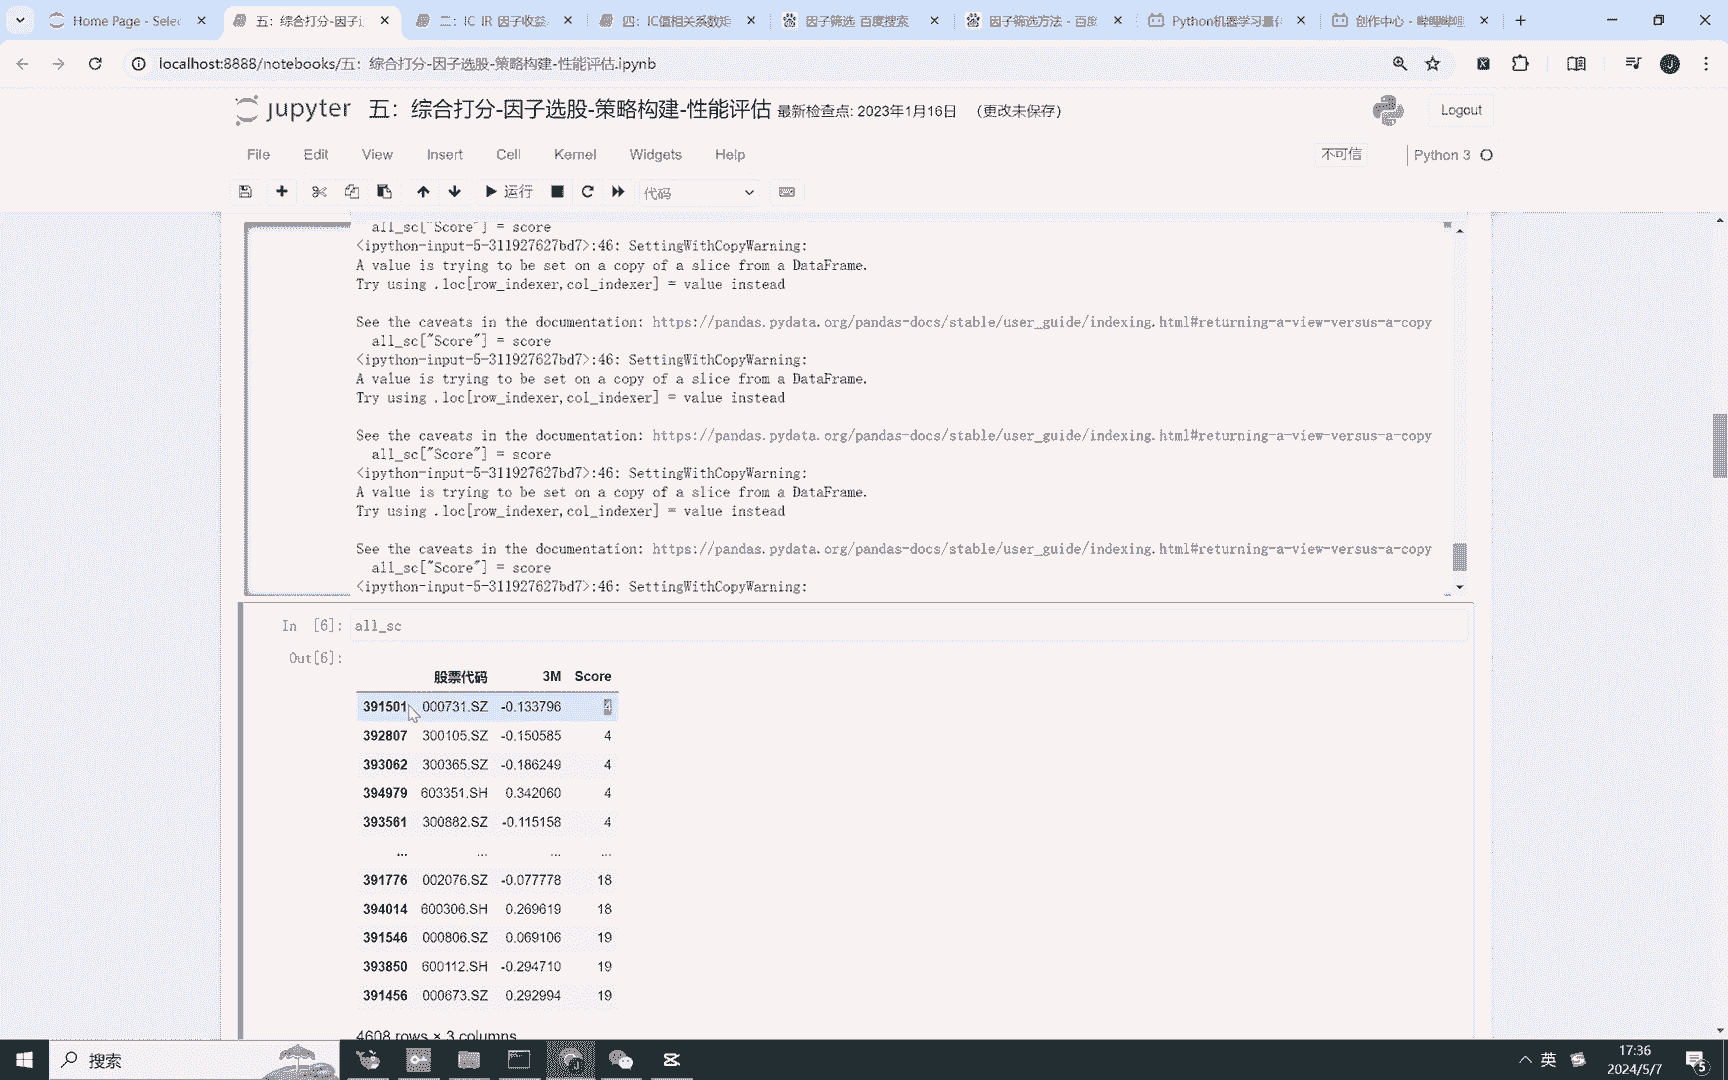 Home Page - Selec
五：综合打分-因子选
二：IC IR 因子收益
四：IC值相关系数矩
因子筛选_百度搜索
因子筛选方法 - 百度
Python机器学习量化
创作中心 - 哔哩哔哩
localhost:8888/notebooks/五：综合打分-因子选股-策略构建-性能评估.ipynb
jupyter 五：综合打分-因子选股-策略构建-性能评估 最新检查点: 2023年1月16日 （更改未保存） Logout
File Edit View Insert Cell Kernel Widgets Help 不可信 Python 3
运行 代码
all_sc["Score"] = score
<ipython-input-5-311927627bd7>:46: SettingWithCopyWarning:
A value is trying to be set on a copy of a slice from a DataFrame.
Try using .loc[row_indexer,col_indexer] = value instead
See the caveats in the documentation: https://pandas.pydata.org/pandas-docs/stable/user_guide/indexing.html#returning-a-view-versus-a-copy
all_sc["Score"] = score
<ipython-input-5-311927627bd7>:46: SettingWithCopyWarning:
A value is trying to be set on a copy of a slice from a DataFrame.
Try using .loc[row_indexer,col_indexer] = value instead
See the caveats in the documentation: https://pandas.pydata.org/pandas-docs/stable/user_guide/indexing.html#returning-a-view-versus-a-copy
all_sc["Score"] = score
<ipython-input-5-311927627bd7>:46: SettingWithCopyWarning:
A value is trying to be set on a copy of a slice from a DataFrame.
Try using .loc[row_indexer,col_indexer] = value instead
See the caveats in the documentation: https://pandas.pydata.org/pandas-docs/stable/user_guide/indexing.html#returning-a-view-versus-a-copy
all_sc["Score"] = score
<ipython-input-5-311927627bd7>:46: SettingWithCopyWarning:
In [6]: all_sc
Out[6]:
股票代码 3M Score
391501 000731.SZ -0.133796 4
392807 300105.SZ -0.150585 4
393062 300365.SZ -0.186249 4
394979 603351.SH 0.342060 4
393561 300882.SZ -0.115158 4
... ... ... ...
391776 002076.SZ -0.077778 18
394014 600306.SH 0.269619 18
391546 000806.SZ 0.069106 19
393850 600112.SH -0.294710 19
391456 000673.SZ 0.292994 19
4608 rows × 3 columns
搜索
英
17:36
2024/5/7
5